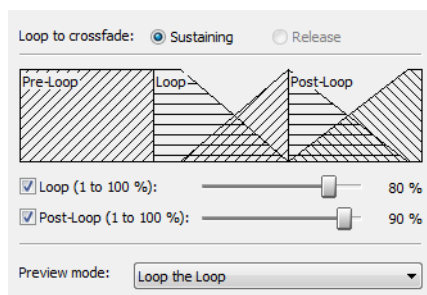 Loop to crossfade: Sustaining Release
Pre-Loop Loop Post-Loop
Loop (1 to 100 %): 80 %
Post-Loop (1 to 100 %): 90 %
Preview mode: Loop the Loop